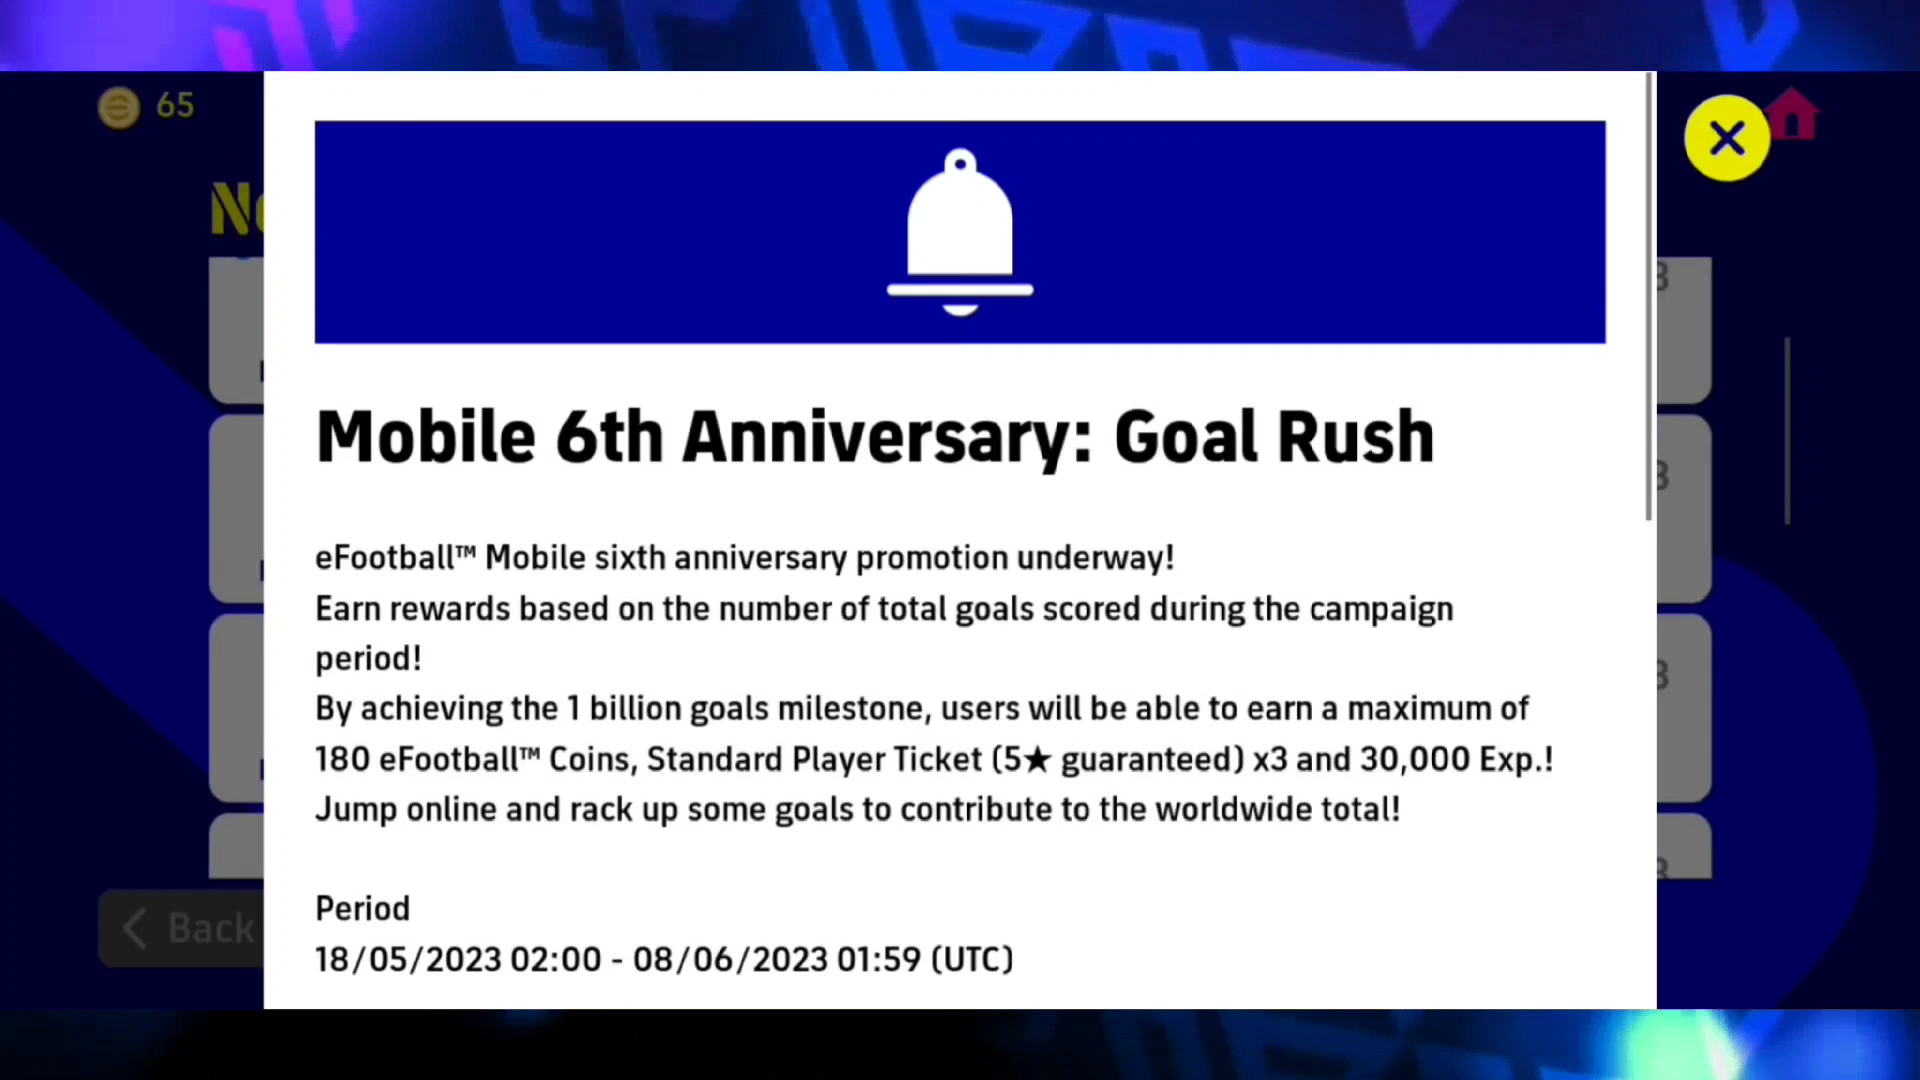 65
Mobile 6th Anniversary: Goal Rush
eFootball™ Mobile sixth anniversary promotion underway!
Earn rewards based on the number of total goals scored during the campaign
period!
By achieving the 1 billion goals milestone, users will be able to earn a maximum of
180 eFootball™ Coins, Standard Player Ticket (5★ guaranteed) x3 and 30,000 Exp.!
Jump online and rack up some goals to contribute to the worldwide total!
Period
18/05/2023 02:00 - 08/06/2023 01:59 (UTC)
Back